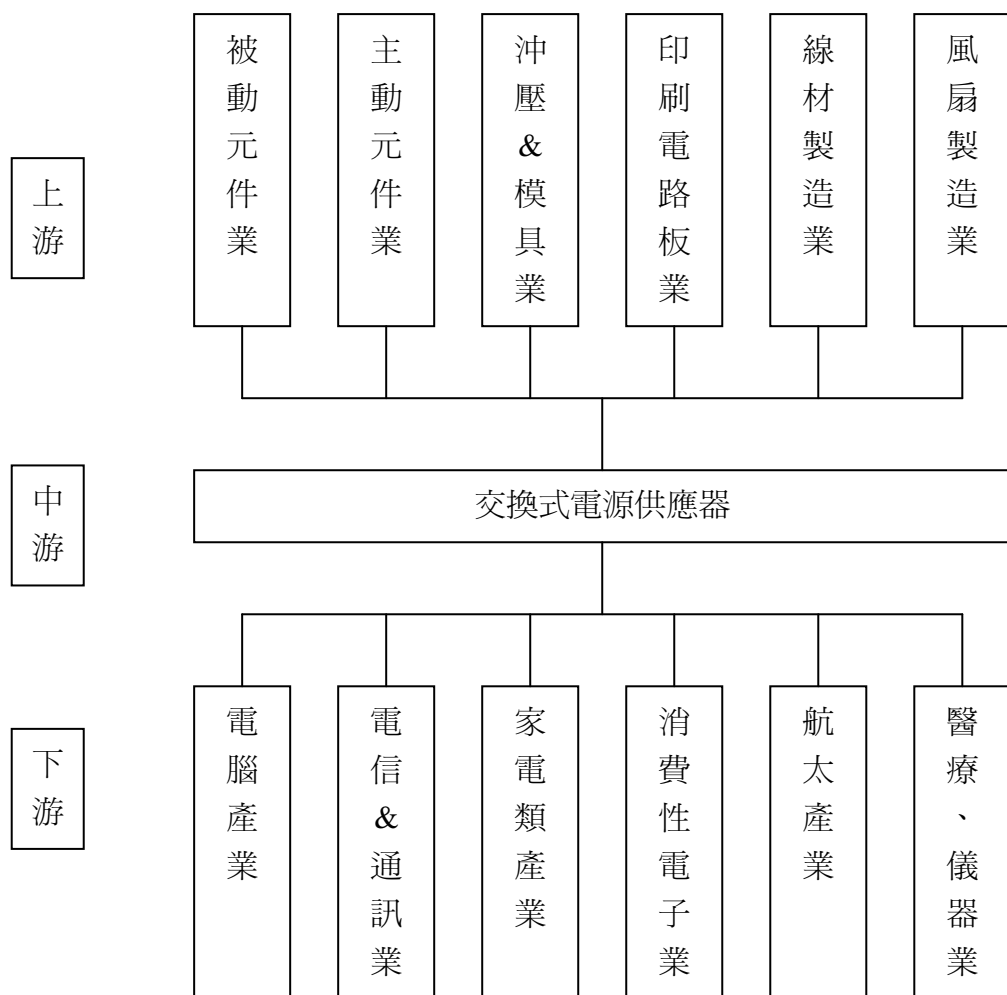 上游
被動元件業
主動元件業
沖壓&模具業
印刷電路板業
線材製造業
風扇製造業
中游
交換式電源供應器
下游
電腦產業
電信&通訊業
家電類產業
消費性電子業
航太產業
醫療、儀器業